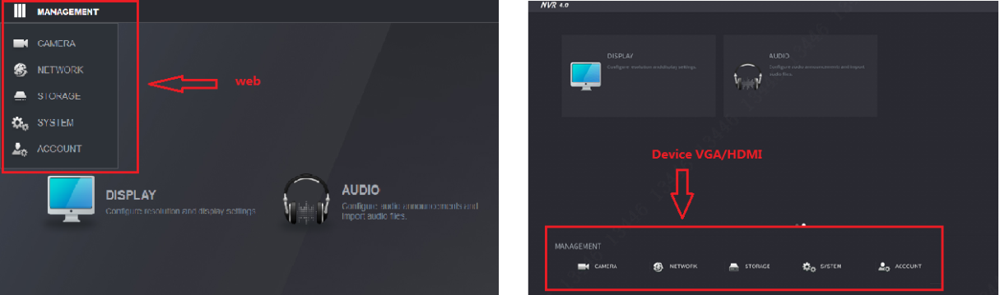 MANAGEMENT
CAMERA
NETWORK
STORAGE
SYSTEM
ACCOUNT
web
DISPLAY
Configure resolution and display settings.
AUDIO
Configure audio announcements and
import audio files.
NVR 4.0
DISPLAY
Configure resolution and display settings.
AUDIO
Configure audio announcements and import
audio files.
Device VGA/HDMI
MANAGEMENT
CAMERA
NETWORK
STORAGE
SYSTEM
ACCOUNT